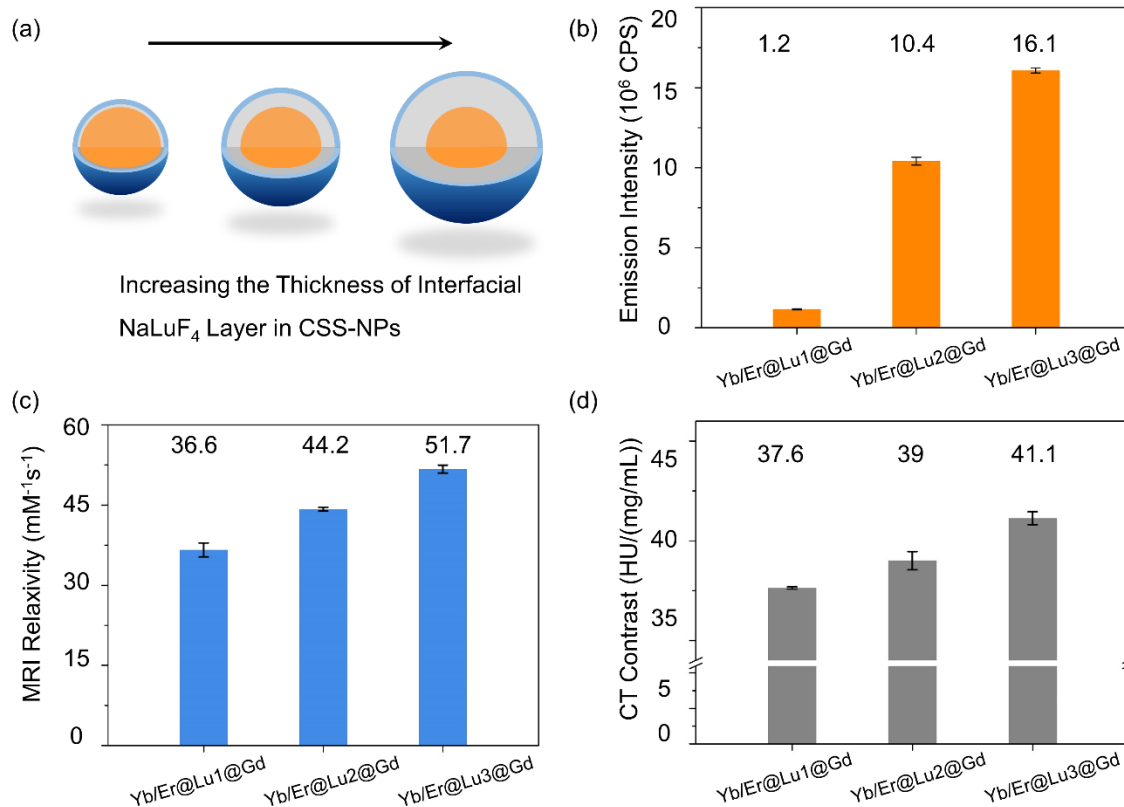 (a)
Increasing the Thickness of Interfacial
NaLuF₄ Layer in CSS-NPs
(b)
Emission Intensity (10⁶ CPS)
20
15
10
5
0
1.2
10.4
16.1
Yb/Er@Lu1@Gd
Yb/Er@Lu2@Gd
Yb/Er@Lu3@Gd
(c)
MRI Relaxivity (mM⁻¹s⁻¹)
60
45
30
15
0
36.6
44.2
51.7
Yb/Er@Lu1@Gd
Yb/Er@Lu2@Gd
Yb/Er@Lu3@Gd
(d)
CT Contrast (HU/(mg/mL))
45
40
35
5
0
37.6
39
41.1
Yb/Er@Lu1@Gd
Yb/Er@Lu2@Gd
Yb/Er@Lu3@Gd